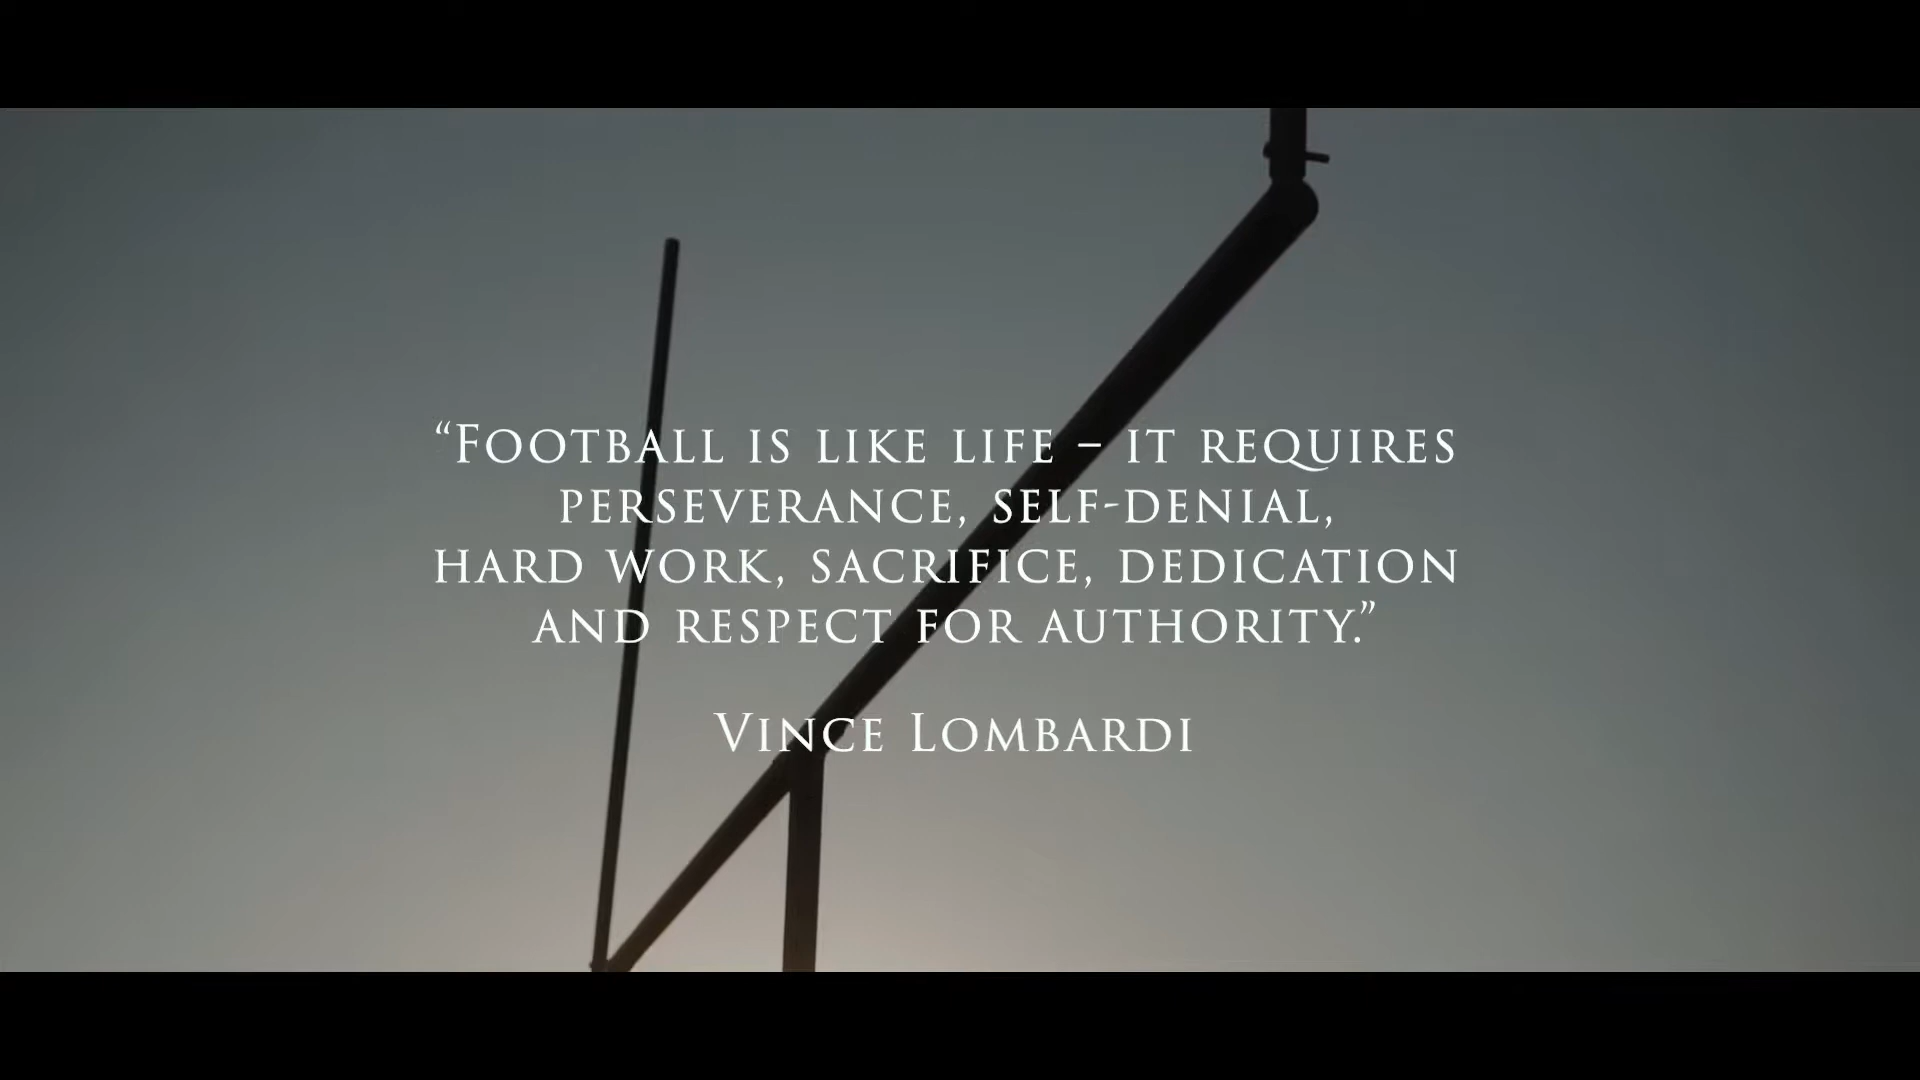 “Football is like life – it requires
perseverance, self-denial,
hard work, sacrifice, dedication
and respect for authority.”
Vince Lombardi